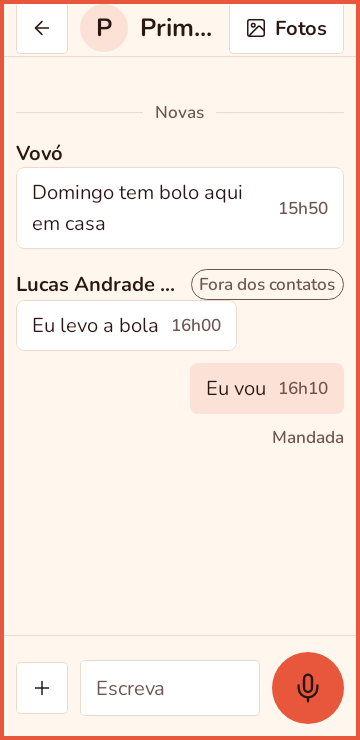 P Prim... Fotos
Novas
Vovó
Domingo tem bolo aqui
em casa 15h50
Lucas Andrade ... Fora dos contatos
Eu levo a bola 16h00
Eu vou 16h10
Mandada
Escreva